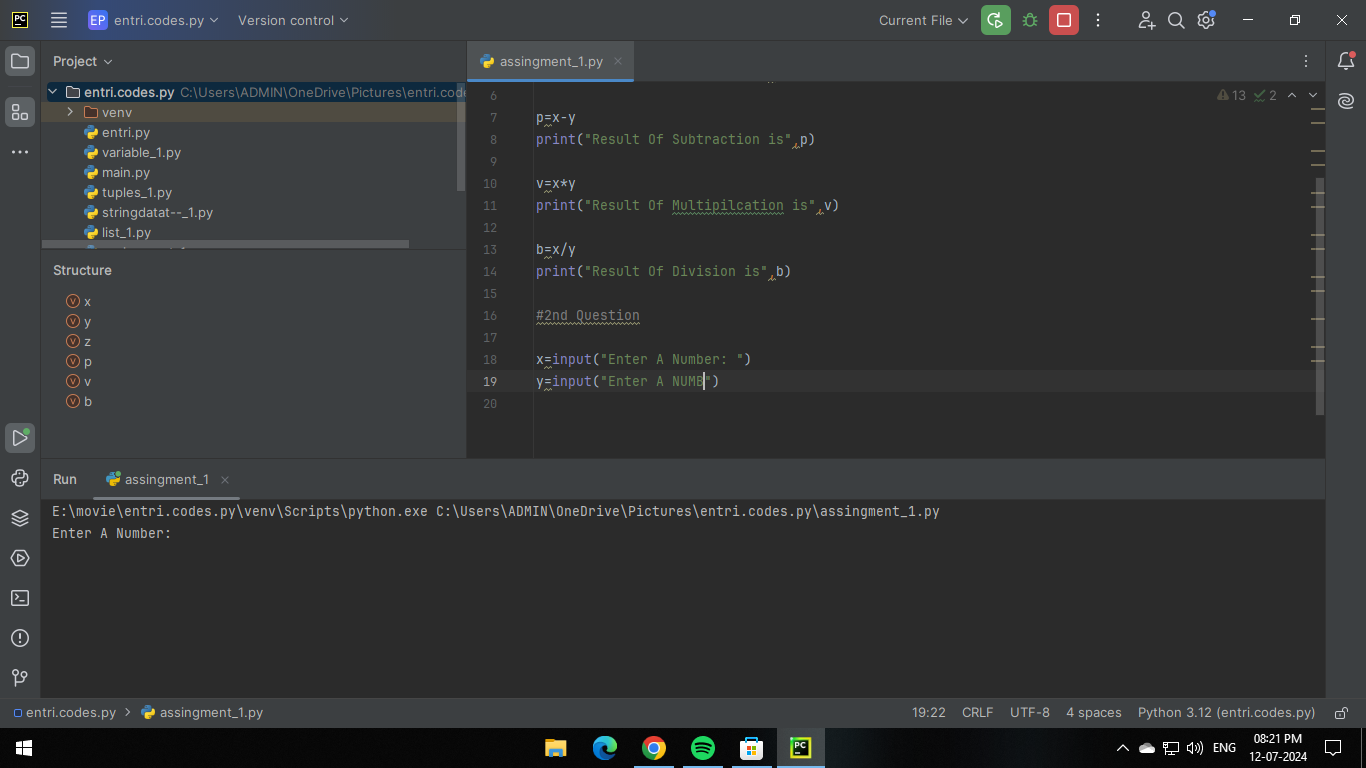 PC EP entri.codes.py Version control Current File
Project
entri.codes.py C:\Users\ADMIN\OneDrive\Pictures\entri.code
venv
entri.py
variable_1.py
main.py
tuples_1.py
stringdatat--_1.py
list_1.py
Structure
v x
v y
v z
v p
v v
v b
assingment_1.py
13 2
6
7 p=x-y
8 print("Result Of Subtraction is",p)
9
10 v=x*y
11 print("Result Of Multipilcation is",v)
12
13 b=x/y
14 print("Result Of Division is",b)
15
16 #2nd Question
17
18 x=input("Enter A Number: ")
19 y=input("Enter A NUMB")
20
Run assingment_1
E:\movie\entri.codes.py\venv\Scripts\python.exe C:\Users\ADMIN\OneDrive\Pictures\entri.codes.py\assingment_1.py
Enter A Number:
entri.codes.py > assingment_1.py 19:22 CRLF UTF-8 4 spaces Python 3.12 (entri.codes.py)
PC ENG 08:21 PM
12-07-2024